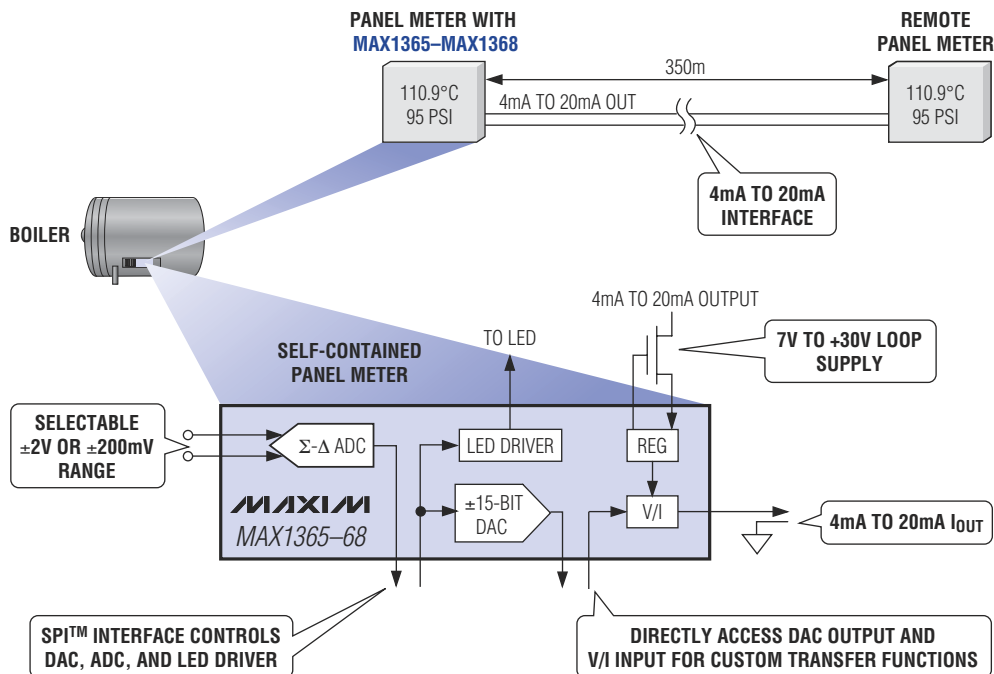 PANEL METER WITH
MAX1365–MAX1368
REMOTE
PANEL METER
350m
110.9°C
95 PSI
4mA TO 20mA OUT
110.9°C
95 PSI
4mA TO 20mA
INTERFACE
BOILER
4mA TO 20mA OUTPUT
7V TO +30V LOOP
SUPPLY
TO LED
SELF-CONTAINED
PANEL METER
SELECTABLE
±2V OR ±200mV
RANGE
Σ-Δ ADC
LED DRIVER
REG
MAXIM
MAX1365–68
±15-BIT
DAC
V/I
4mA TO 20mA IOUT
SPI™ INTERFACE CONTROLS
DAC, ADC, AND LED DRIVER
DIRECTLY ACCESS DAC OUTPUT AND
V/I INPUT FOR CUSTOM TRANSFER FUNCTIONS